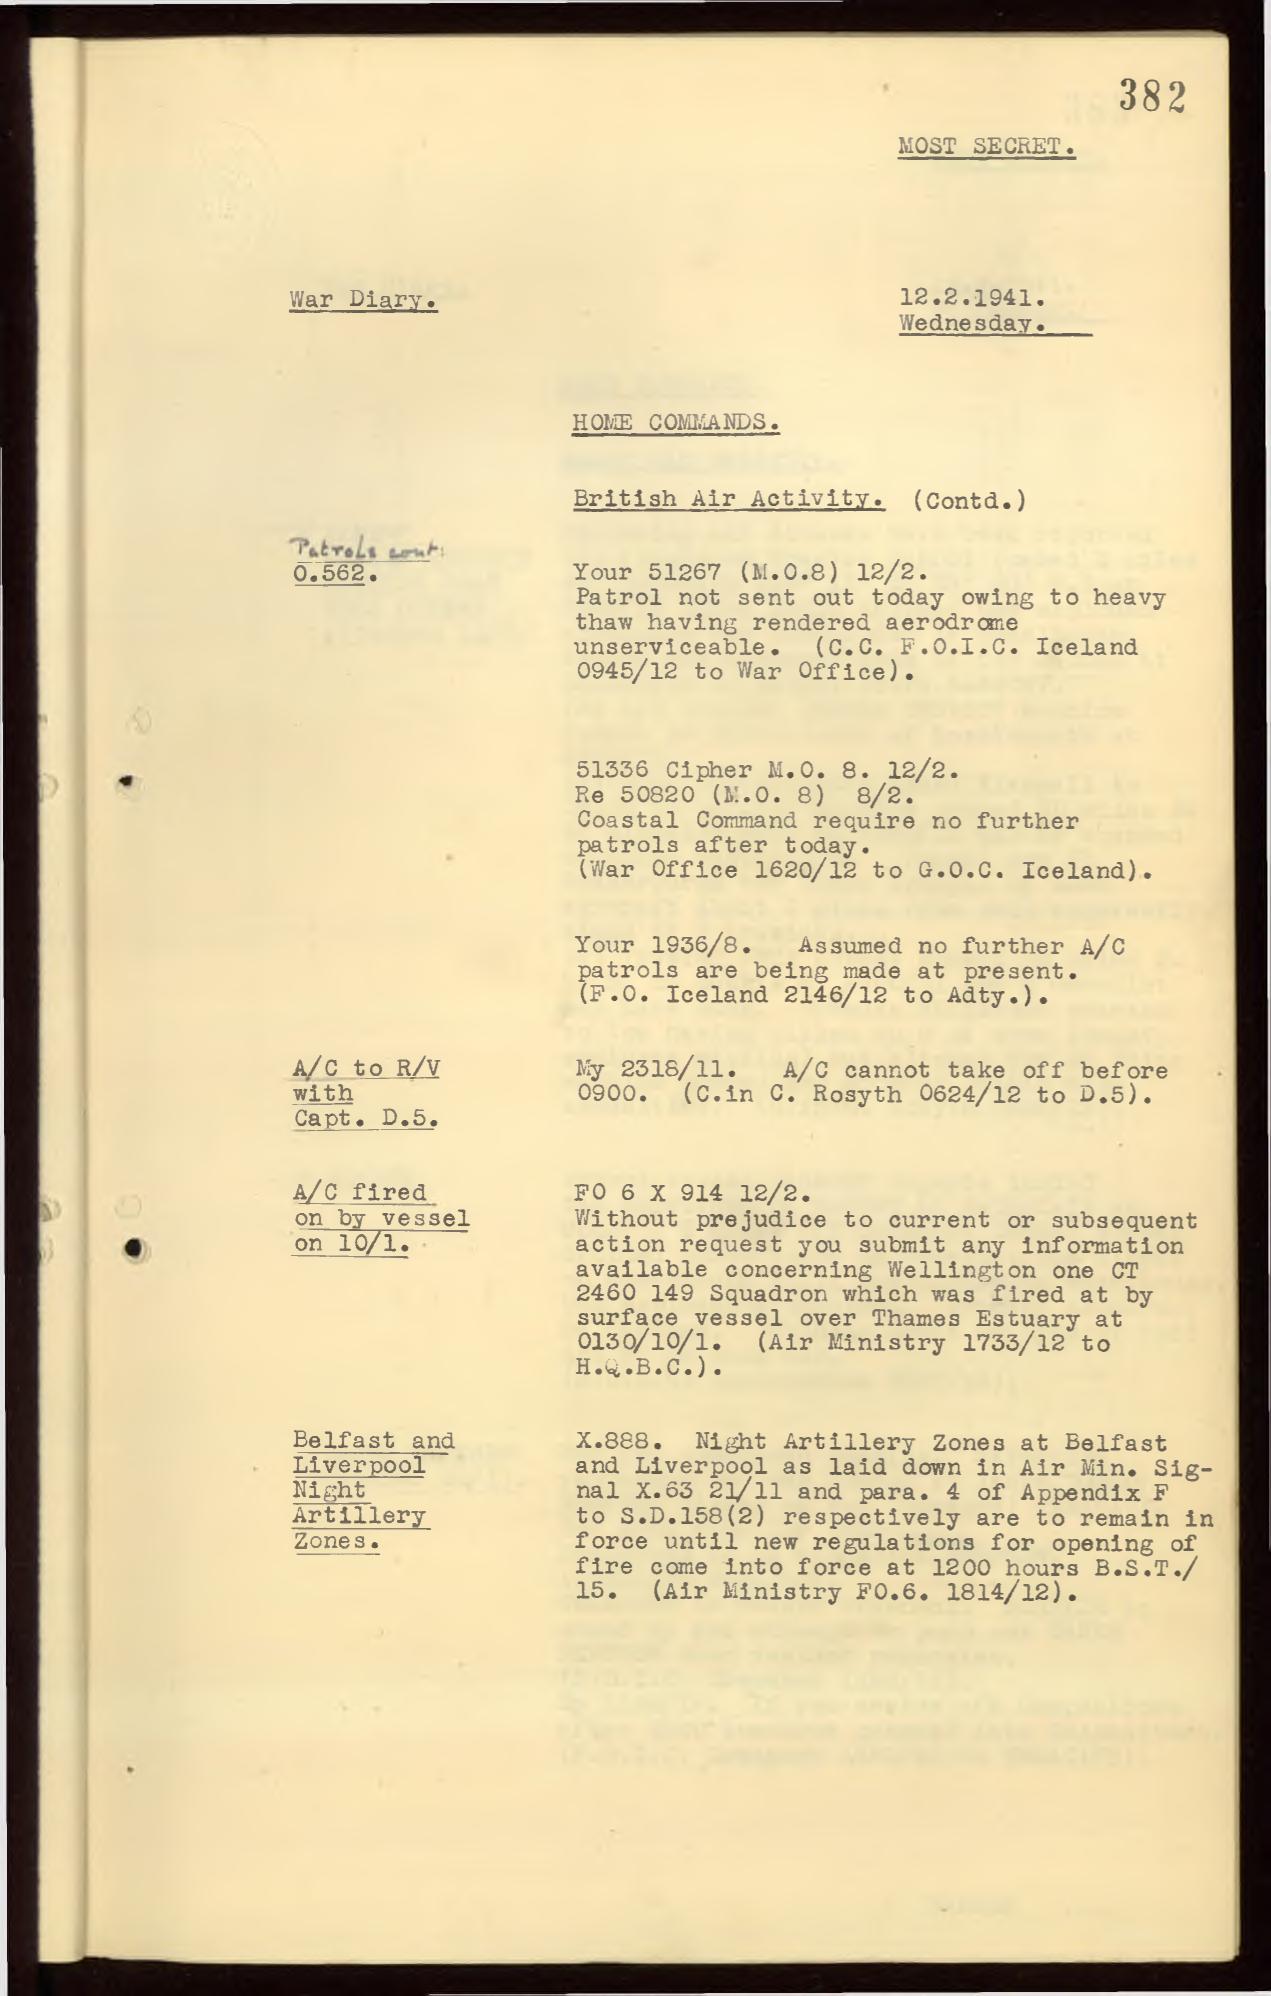 382
MOST SECRET.
War Diary.
12.2.1941.
Wednesday.
HOME COMMANDS.
British Air Activity. (Contd.)
Patrols cont:
0.562.
Your 51267 (M.O.8) 12/2.
Patrol not sent out today owing to heavy
thaw having rendered aerodrome
unserviceable. (C.C. F.O.I.C. Iceland
0945/12 to War Office).
51336 Cipher M.O. 8. 12/2.
Re 50820 (M.O. 8) 8/2.
Coastal Command require no further
patrols after today.
(War Office 1620/12 to G.O.C. Iceland).
Your 1936/8. Assumed no further A/C
patrols are being made at present.
(F.O. Iceland 2146/12 to Adty.).
A/C to R/V
with
Capt. D.5.
My 2318/11. A/C cannot take off before
0900. (C.in C. Rosyth 0624/12 to D.5).
A/C fired
on by vessel
on 10/1.
FO 6 X 914 12/2.
Without prejudice to current or subsequent
action request you submit any information
available concerning Wellington one CT
2460 149 Squadron which was fired at by
surface vessel over Thames Estuary at
0130/10/1. (Air Ministry 1733/12 to
H.Q.B.C.).
Belfast and
Liverpool
Night
Artillery
Zones.
X.888. Night Artillery Zones at Belfast
and Liverpool as laid down in Air Min. Sig-
nal X.63 21/11 and para. 4 of Appendix F
to S.D.158(2) respectively are to remain in
force until new regulations for opening of
fire come into force at 1200 hours B.S.T./
15. (Air Ministry FO.6. 1814/12).